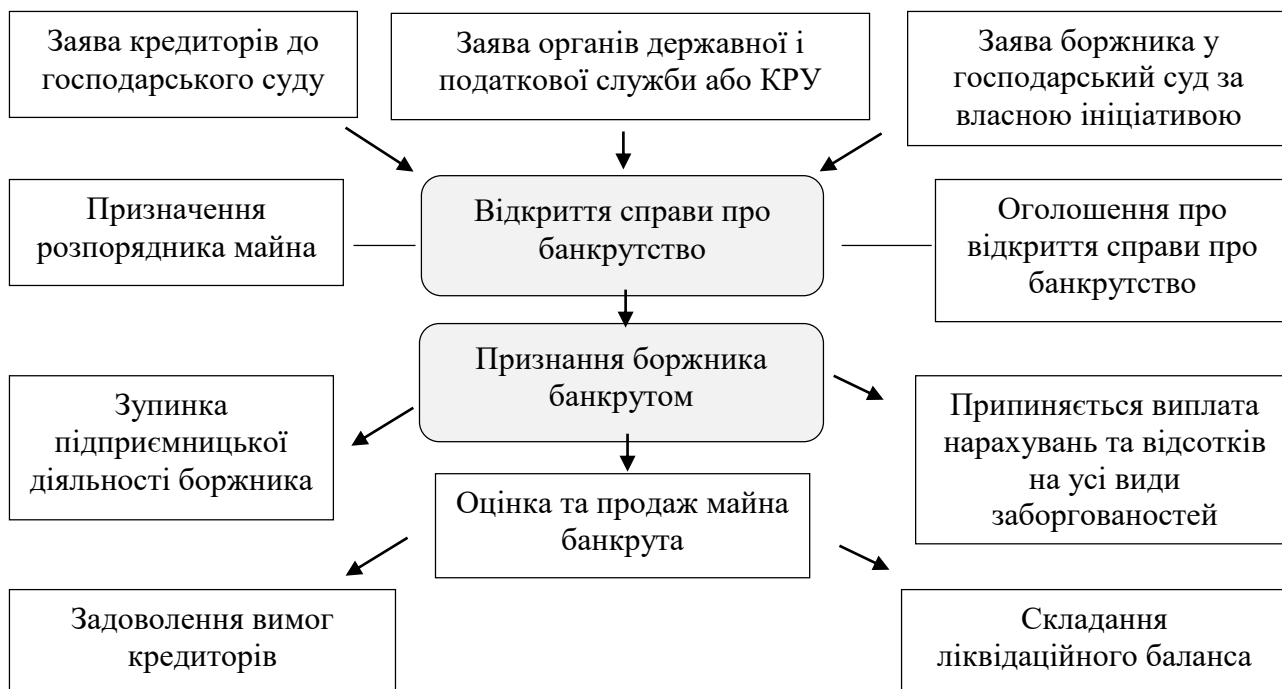 Заява кредиторів до
господарського суду
Заява органів державної і
податкової служби або КРУ
Заява боржника у
господарський суд за
власною ініціативою
Призначення
розпорядника майна
Відкриття справи про
банкрутство
Оголошення про
відкриття справи про
банкрутство
Признання боржника
банкрутом
Зупинка
підприємницької
діяльності боржника
Оцінка та продаж майна
банкрута
Припиняється виплата
нарахувань та відсотків
на усі види
заборгованостей
Задоволення вимог
кредиторів
Складання
ліквідаційного баланса